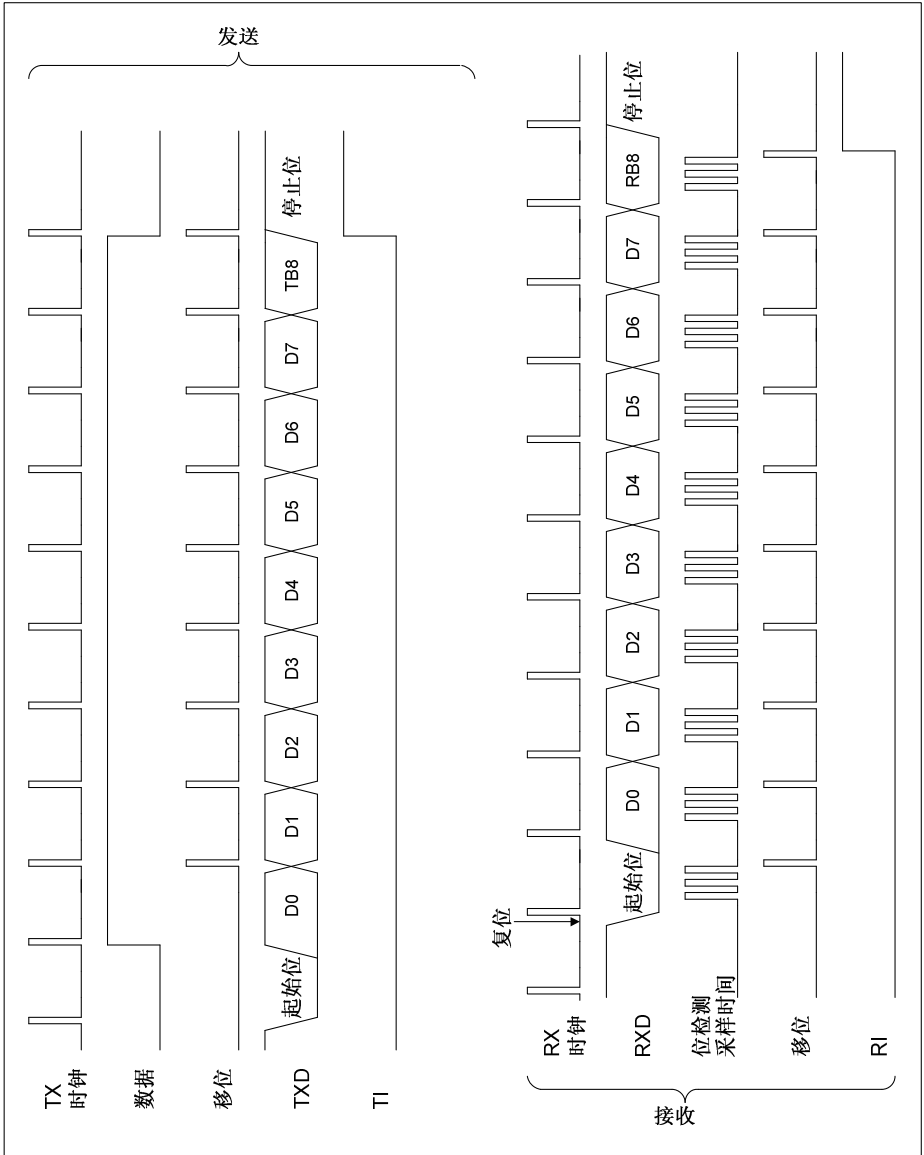 发送
TX
时钟
数据
移位
TXD
起始位
D0
D1
D2
D3
D4
D5
D6
D7
TB8
停止位
TI
接收
RX
时钟
复位
RXD
起始位
D0
D1
D2
D3
D4
D5
D6
D7
RB8
停止位
位检测
采样时间
移位
RI